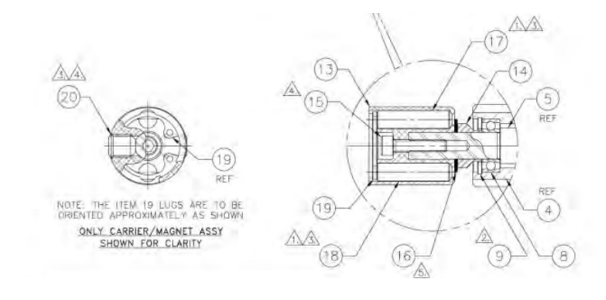 3 4
20
19
REF
NOTE: THE ITEM 19 LUGS ARE TO BE
ORIENTED APPROXIMATELY AS SHOWN
ONLY CARRIER/MAGNET ASSY
SHOWN FOR CLARITY
1 3
17
13
14
4
15
5
REF
REF
19
4
1 3
2
18
16
9
8
5